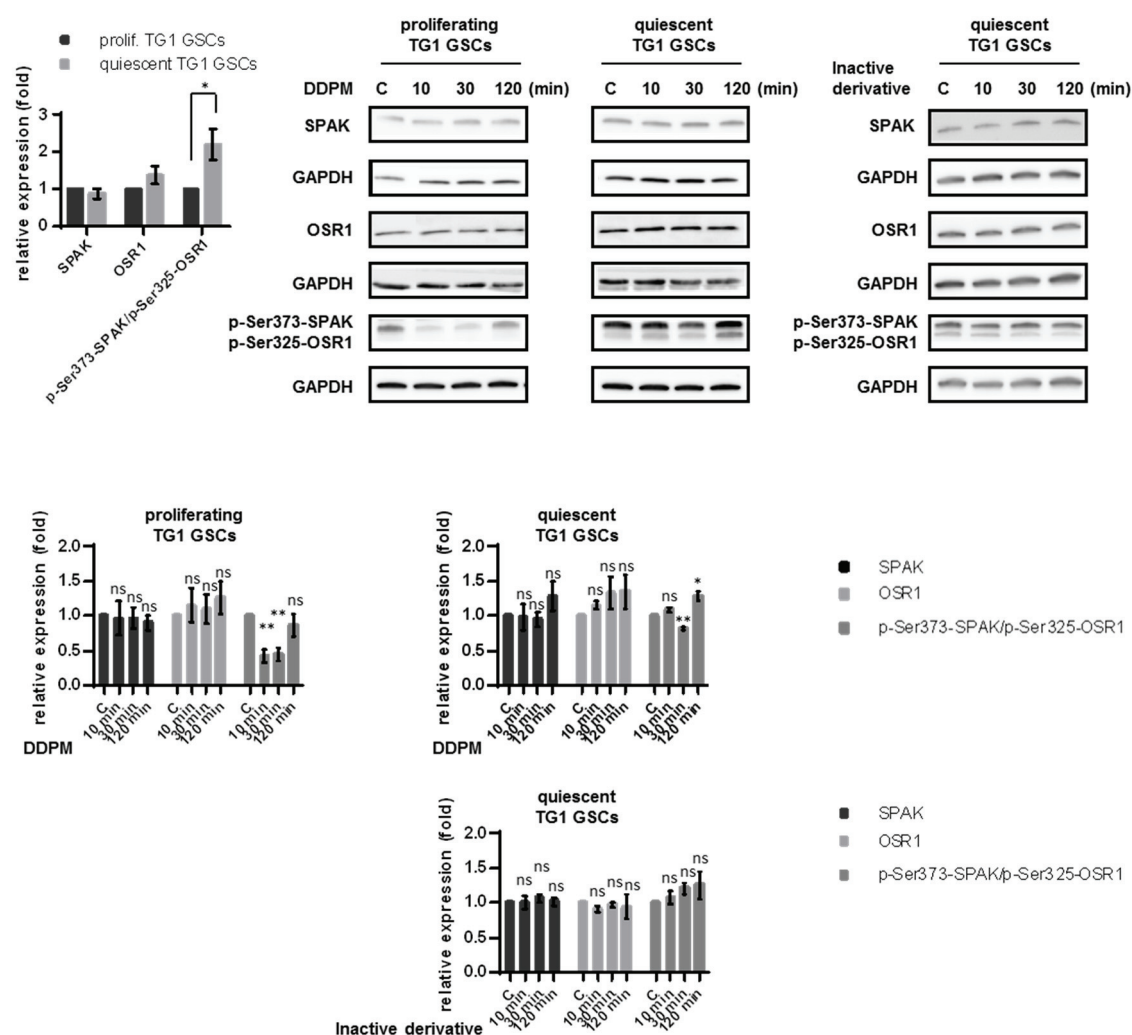 prolif. TG1 GSCs
quiescent TG1 GSCs
relative expression (fold)
*
3
2
1
0
SPAK
OSR1
p-Ser373-SPAK/p-Ser325-OSR1
proliferating
TG1 GSCs
DDPM
C 10 30 120 (min)
quiescent
TG1 GSCs
C 10 30 120 (min)
quiescent
TG1 GSCs
Inactive
derivative
C 10 30 120 (min)
SPAK
GAPDH
OSR1
GAPDH
p-Ser373-SPAK
p-Ser325-OSR1
GAPDH
SPAK
GAPDH
OSR1
GAPDH
p-Ser373-SPAK
p-Ser325-OSR1
GAPDH
proliferating
TG1 GSCs
relative expression (fold)
2.0
1.5
1.0
0.5
0.0
ns ns ns
ns ns ns
** ** ns
C 10 min 30 min 120 min
C 10 min 30 min 120 min
C 10 min 30 min 120 min
DDPM
quiescent
TG1 GSCs
relative expression (fold)
2.0
1.5
1.0
0.5
0.0
ns ns ns
ns ns ns
ns ** *
C 10 min 30 min 120 min
C 10 min 30 min 120 min
C 10 min 30 min 120 min
SPAK
OSR1
p-Ser373-SPAK/p-Ser325-OSR1
quiescent
TG1 GSCs
relative expression (fold)
2.0
1.5
1.0
0.5
0.0
ns ns ns
ns ns ns
ns ns ns
C 10 min 30 min 120 min
C 10 min 30 min 120 min
C 10 min 30 min 120 min
Inactive derivative
SPAK
OSR1
p-Ser373-SPAK/p-Ser325-OSR1